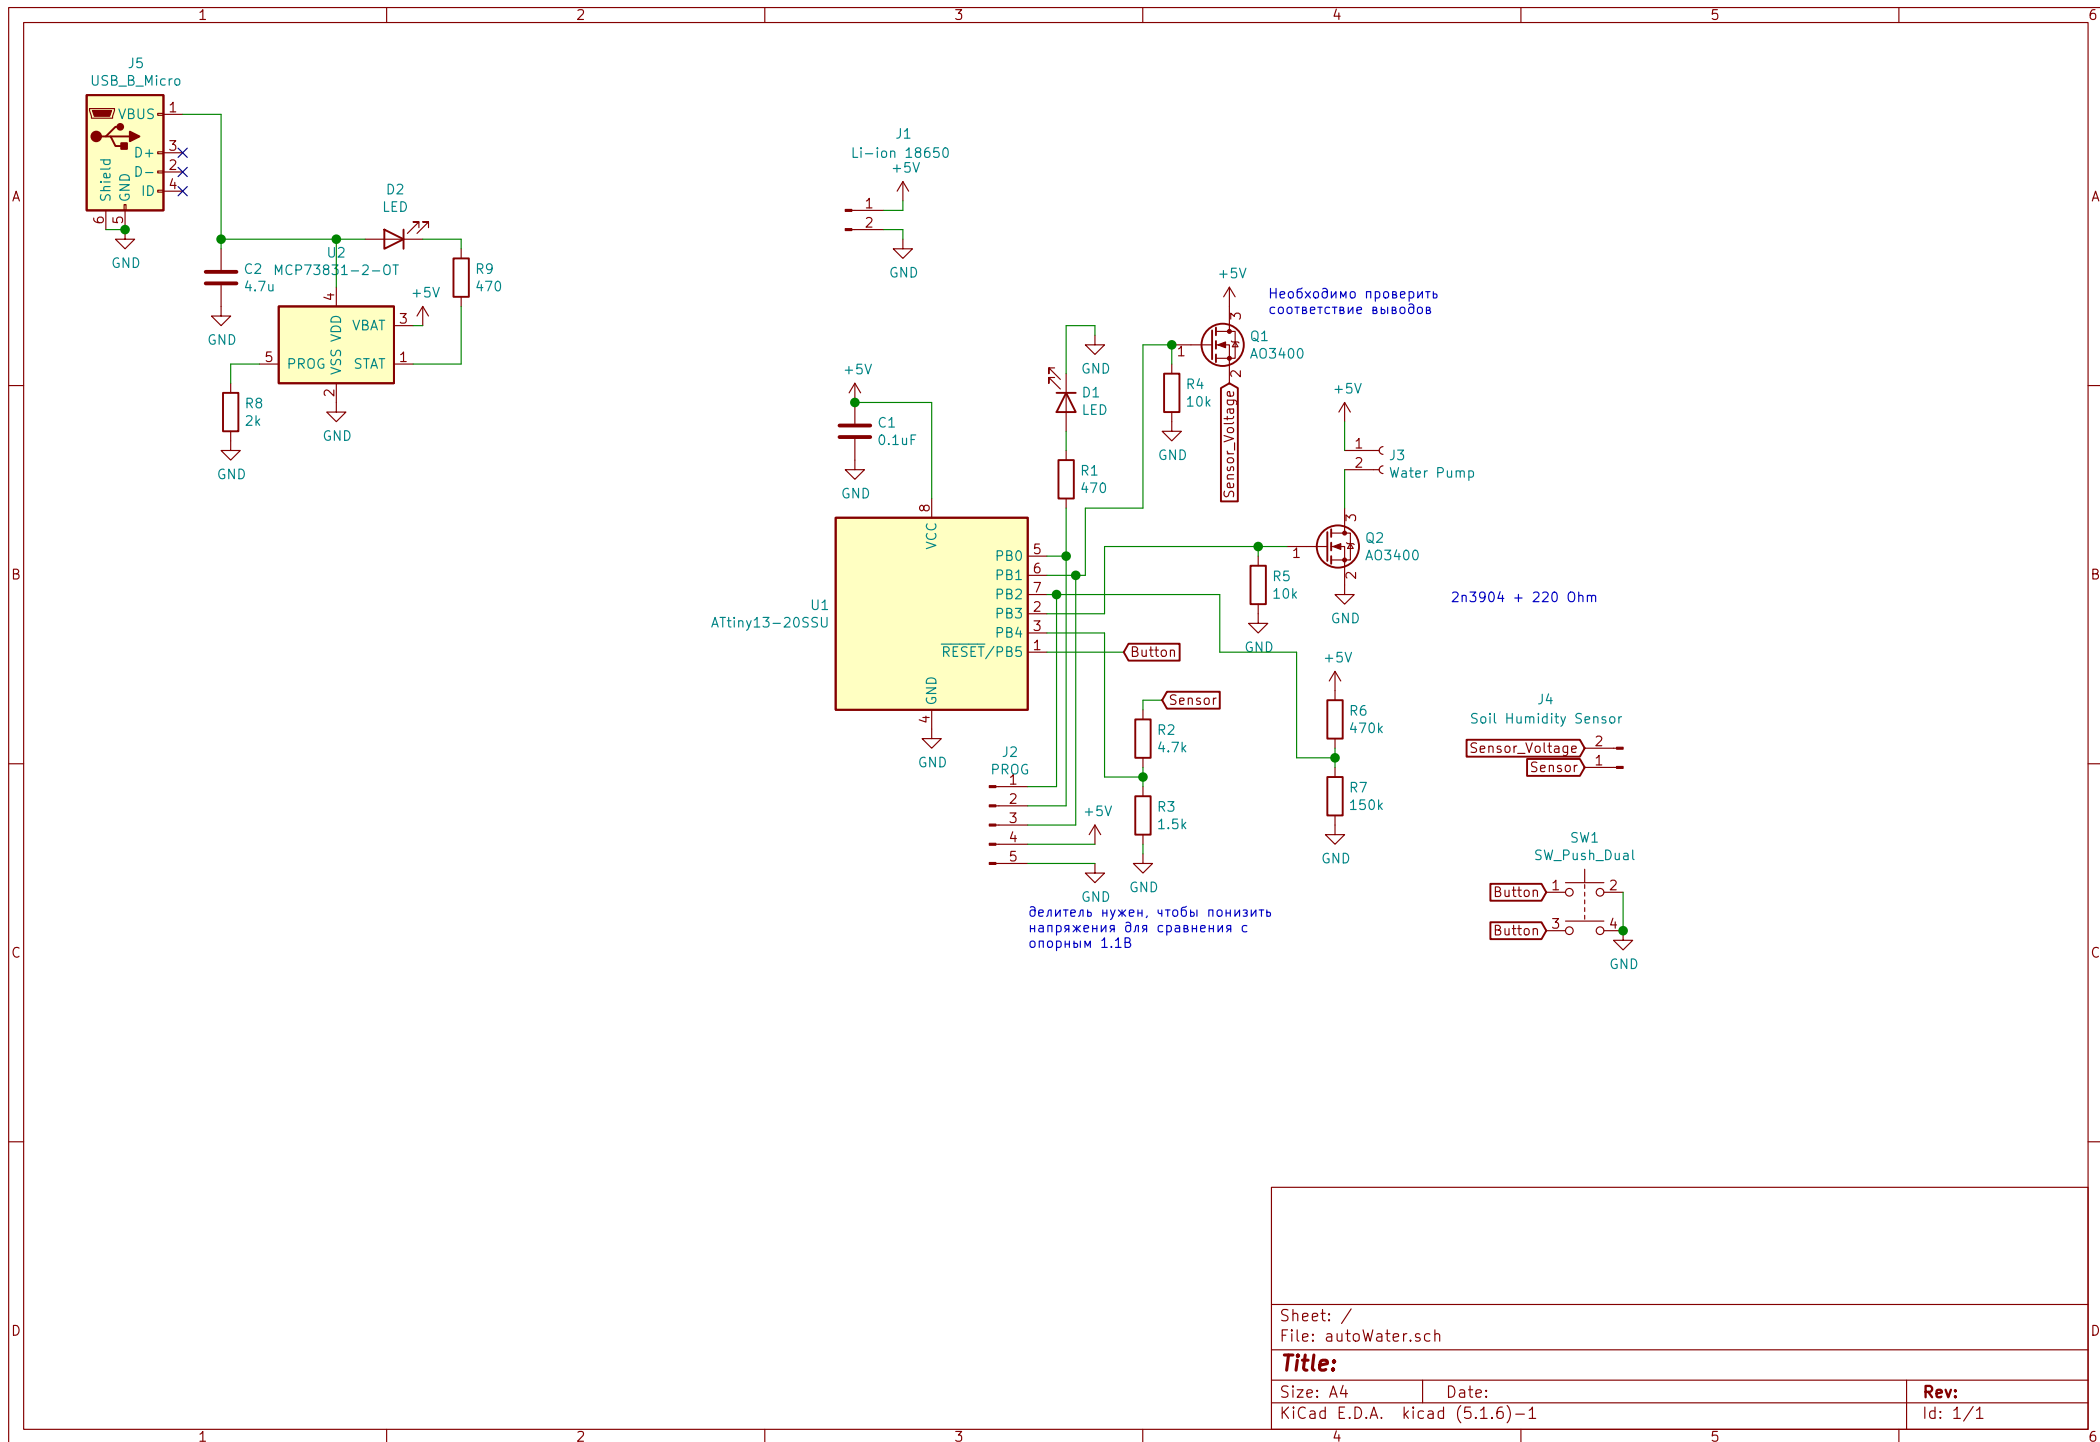 1 2 3 4 5 6
A
B
C
D
A
B
C
D
1 2 3 4 5 6
J5
USB_B_Micro
VBUS 1
D+ 3
D- 2
ID 4
Shield
GND
6
5
GND
D2
LED
U2
MCP73831-2-OT
C2
4.7u
GND
R9
470
+5V
4
VDD
VBAT 3
5 PROG
VSS
STAT 1
2
GND
R8
2k
GND
J1
Li-ion 18650
+5V
1
2
GND
+5V
C1
0.1uF
GND
GND
D1
LED
R1
470
+5V
Необходимо проверить
соответствие выводов
3
Q1
AO3400
1
2
R4
10k
GND
Sensor_Voltage
+5V
1
2
J3
Water Pump
3
Q2
AO3400
1
2
GND
R5
10k
GND
2n3904 + 220 Ohm
8
VCC
U1
ATtiny13-20SSU
PB0 5
PB1 6
PB2 7
PB3 2
PB4 3
RESET/PB5 1
GND
4
GND
Button
Sensor
R2
4.7k
R3
1.5k
GND
J2
PROG
1
2
3
4
5
+5V
GND
делитель нужен, чтобы понизить
напряжения для сравнения с
опорным 1.1В
+5V
R6
470k
R7
150k
GND
J4
Soil Humidity Sensor
Sensor_Voltage 2
Sensor 1
SW1
SW_Push_Dual
Button 1 2
Button 3 4
GND
Sheet: /
File: autoWater.sch
Title:
Size: A4 Date: Rev:
KiCad E.D.A. kicad (5.1.6)-1 Id: 1/1